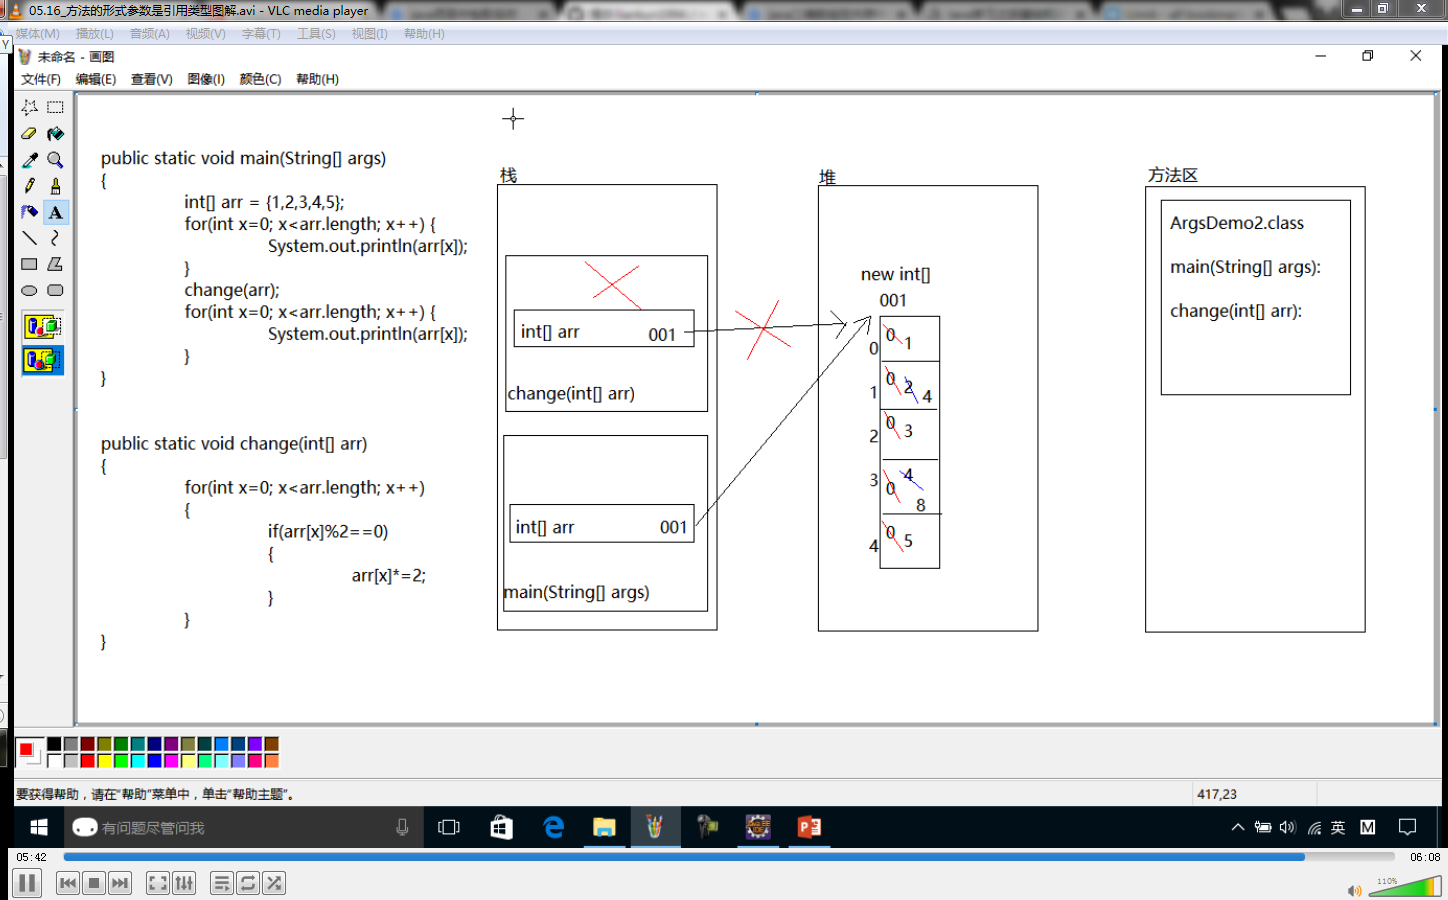 05.16_方法的形式参数是引用类型图解.avi - VLC media player
媒体(M) 播放(L) 音频(A) 视频(V) 字幕(T) 工具(S) 视图(I) 帮助(H)
Y
未命名 - 画图
文件(F) 编辑(E) 查看(V) 图像(I) 颜色(C) 帮助(H)
A
public static void main(String[] args)
{
int[] arr = {1,2,3,4,5};
for(int x=0; x<arr.length; x++) {
System.out.println(arr[x]);
}
change(arr);
for(int x=0; x<arr.length; x++) {
System.out.println(arr[x]);
}
}
public static void change(int[] arr)
{
for(int x=0; x<arr.length; x++)
{
if(arr[x]%2==0)
{
arr[x]*=2;
}
}
}
栈
int[] arr 001
change(int[] arr)
int[] arr 001
main(String[] args)
堆
new int[]
001
0 0 1
1 0 2 4
2 0 3
3 0 4 8
4 0 5
方法区
ArgsDemo2.class
main(String[] args):
change(int[] arr):
要获得帮助，请在“帮助”菜单中，单击“帮助主题”。
417,23
有问题尽管问我
英 M
05:42 06:08
110%